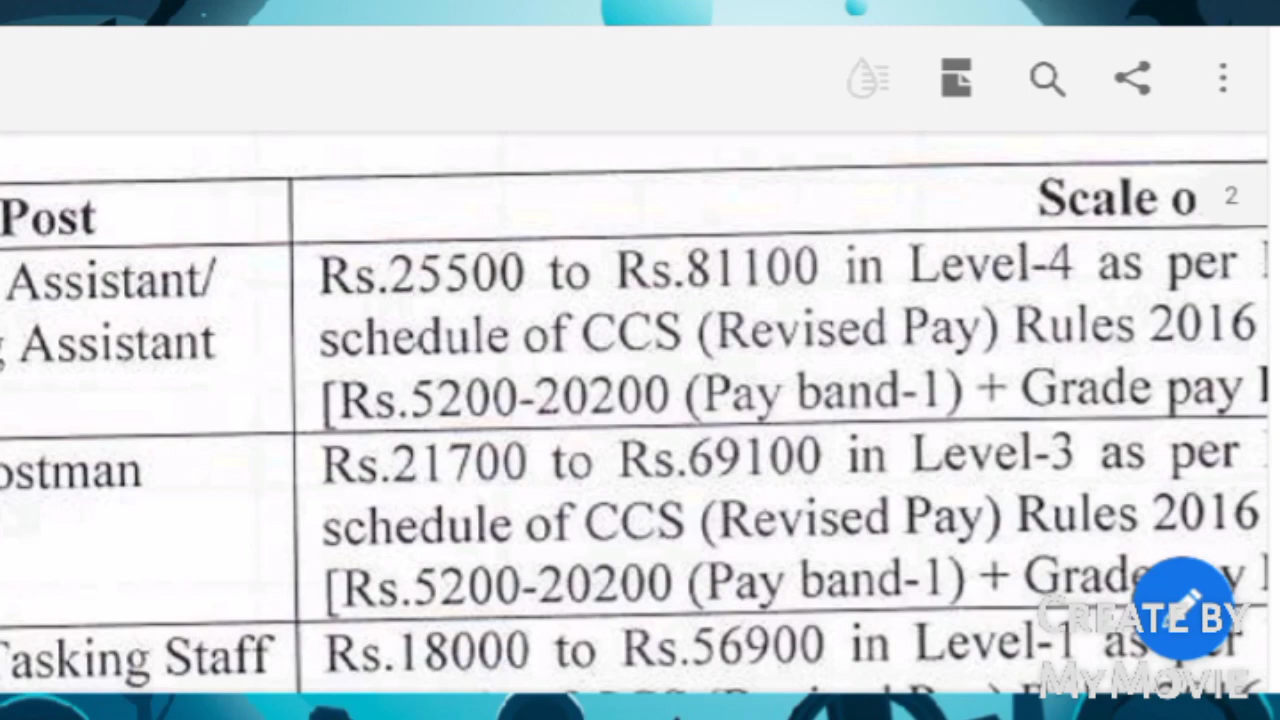 Post
Scale o
2
Assistant/
Assistant
Rs.25500 to Rs.81100 in Level-4 as per
schedule of CCS (Revised Pay) Rules 2016
[Rs.5200-20200 (Pay band-1) + Grade pay
ostman
Rs.21700 to Rs.69100 in Level-3 as per
schedule of CCS (Revised Pay) Rules 2016
[Rs.5200-20200 (Pay band-1) + Grade
Tasking Staff
Rs.18000 to Rs.56900 in Level-1 as per
CREATE BY
MYMOVIE